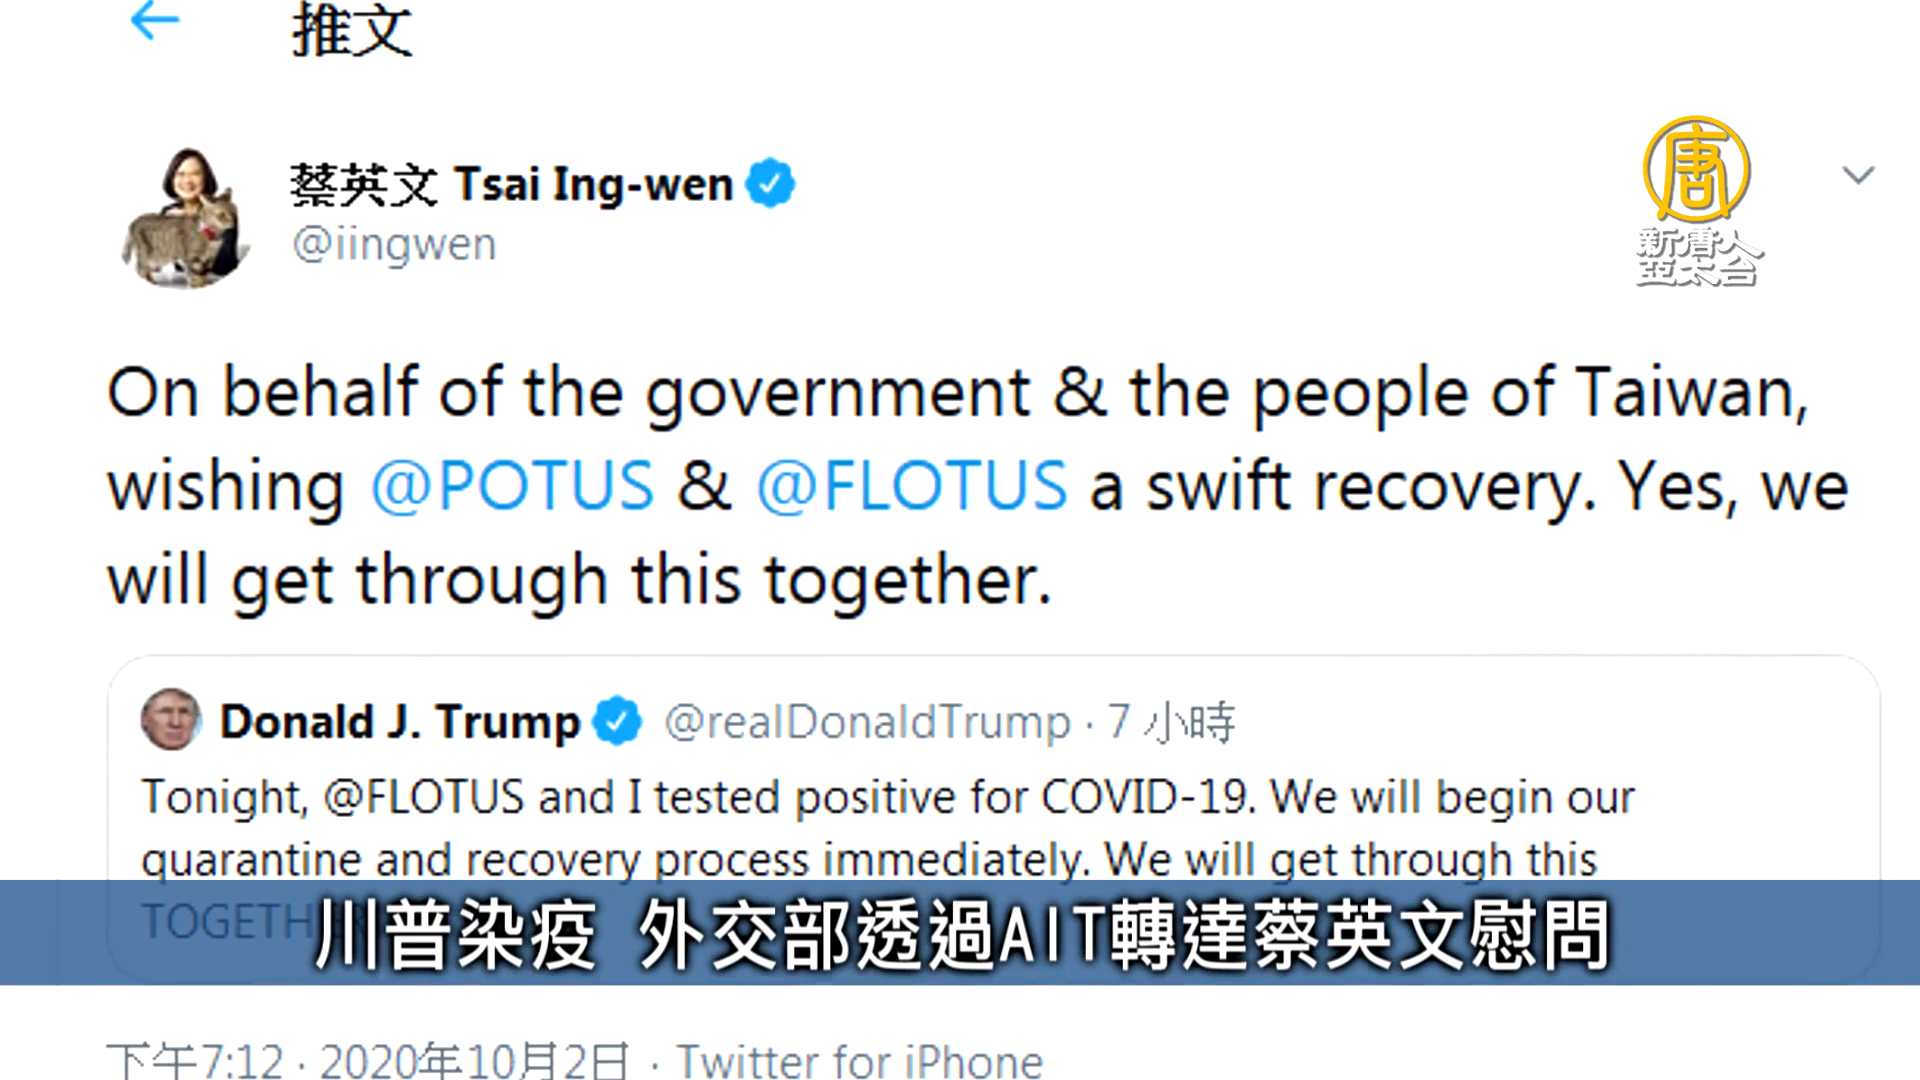 推文
蔡英文 Tsai Ing-wen
@iingwen
唐
新唐人
亞太台
On behalf of the government & the people of Taiwan,
wishing @POTUS & @FLOTUS a swift recovery. Yes, we
will get through this together.
Donald J. Trump @realDonaldTrump · 7 小時
Tonight, @FLOTUS and I tested positive for COVID-19. We will begin our
quarantine and recovery process immediately. We will get through this
TOGETHER
川普染疫 外交部透過AIT轉達蔡英文慰問
下午7:12 · 2020年10月2日 · Twitter for iPhone